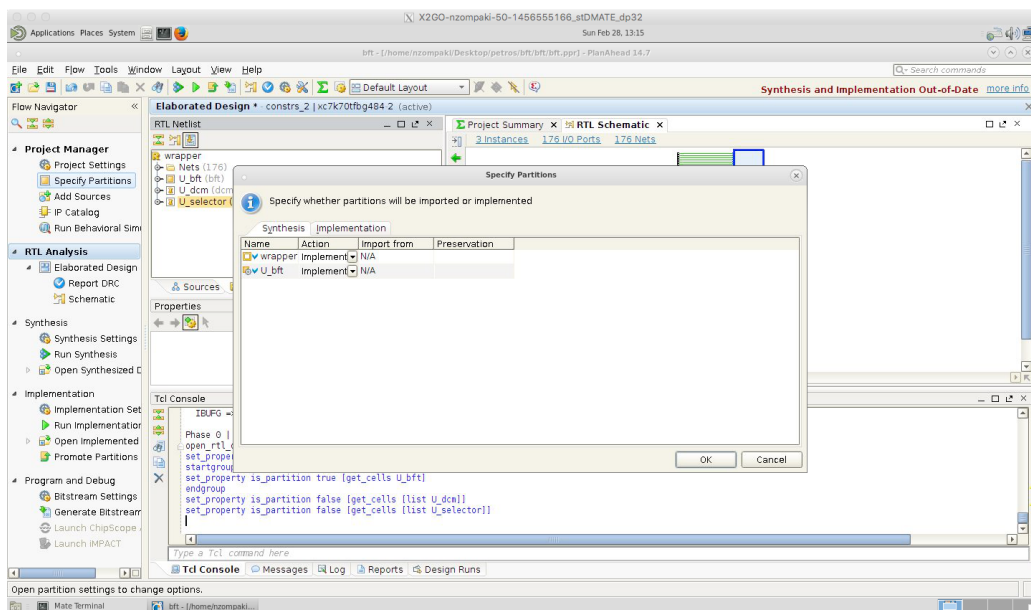 X2GO-nzompaki-50-1456555166_stDMATE_dp32
Applications Places System
Sun Feb 28, 13:15
bft - [/home/nzompaki/Desktop/petros/bft/bft/bft.ppr] - PlanAhead 14.7
File Edit Flow Tools Window Layout View Help
Search commands
Default Layout
Synthesis and Implementation Out-of-Date more info
Flow Navigator
Elaborated Design * constrs_2 | xc7k70tfbg484-2 (active)
Project Manager
Project Settings
Specify Partitions
Add Sources
IP Catalog
Run Behavioral Simu
RTL Analysis
Elaborated Design
Report DRC
Schematic
Synthesis
Synthesis Settings
Run Synthesis
Open Synthesized D
Implementation
Implementation Set
Run Implementation
Open Implemented
Promote Partitions
Program and Debug
Bitstream Settings
Generate Bitstream
Launch ChipScope
Launch iMPACT
RTL Netlist
wrapper
Nets (176)
U_bft (bft)
U_dcm (dcm
U_selector (
Sources
Properties
Project Summary RTL Schematic
3 Instances 176 I/O Ports 176 Nets
Specify Partitions
Specify whether partitions will be imported or implemented
Synthesis Implementation
Name Action Import from Preservation
wrapper Implement N/A
U_bft Implement N/A
OK Cancel
Tcl Console
IBUFG =>
Phase 0 |
open_rtl_d
set_proper
startgroup
set_property is_partition true [get_cells U_bft]
endgroup
set_property is_partition false [get_cells [list U_dcm]]
set_property is_partition false [get_cells [list U_selector]]
Type a Tcl command here
Tcl Console Messages Log Reports Design Runs
Open partition settings to change options.
Mate Terminal
bft - [/home/nzompaki...